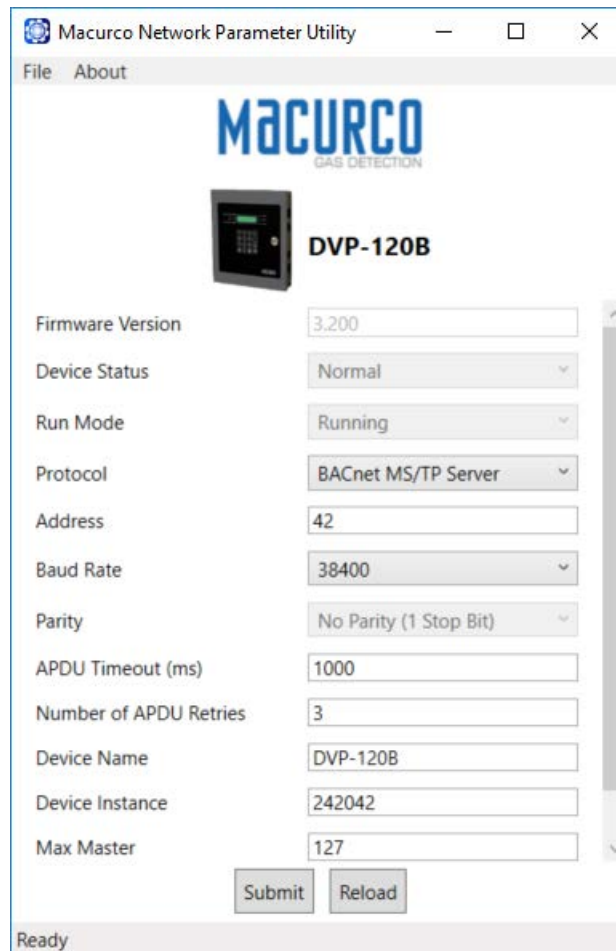 Macurco Network Parameter Utility
File About
MACURCO
GAS DETECTION
DVP-120B
Firmware Version 3.200
Device Status Normal
Run Mode Running
Protocol BACnet MS/TP Server
Address 42
Baud Rate 38400
Parity No Parity (1 Stop Bit)
APDU Timeout (ms) 1000
Number of APDU Retries 3
Device Name DVP-120B
Device Instance 242042
Max Master 127
Submit Reload
Ready